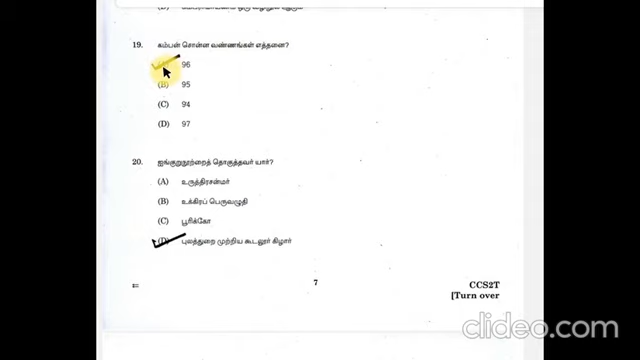 19. கம்பன் சொன்ன வண்ணங்கள் எத்தனை?
96
(B) 95
(C) 94
(D) 97
20. ஐங்குறுநூற்றைத் தொகுத்தவர் யார்?
(A) உருத்திரசன்மர்
(B) உக்கிரப் பெருவழுதி
(C) பூரிக்கோ
(D) புலத்துறை முற்றிய கூடலூர் கிழார்
7
CCS2T
[Turn over
clideo.com